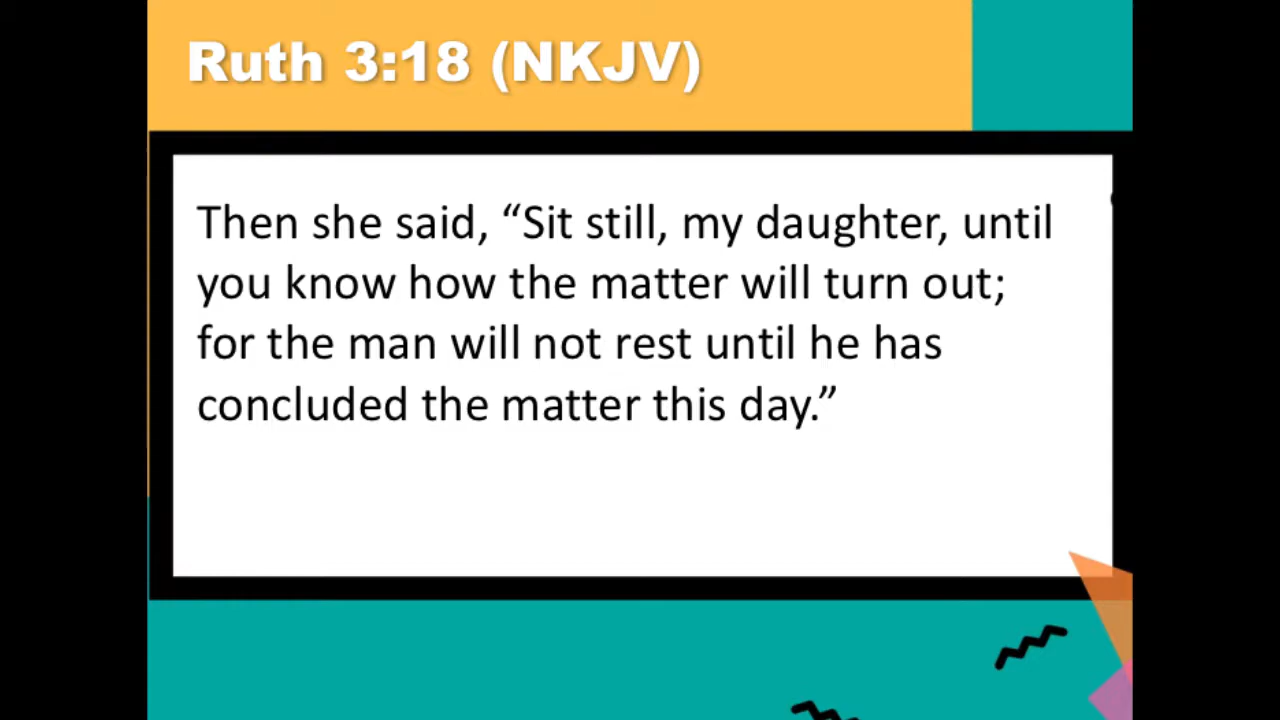 Ruth 3:18 (NKJV)
Then she said, “Sit still, my daughter, until
you know how the matter will turn out;
for the man will not rest until he has
concluded the matter this day.”